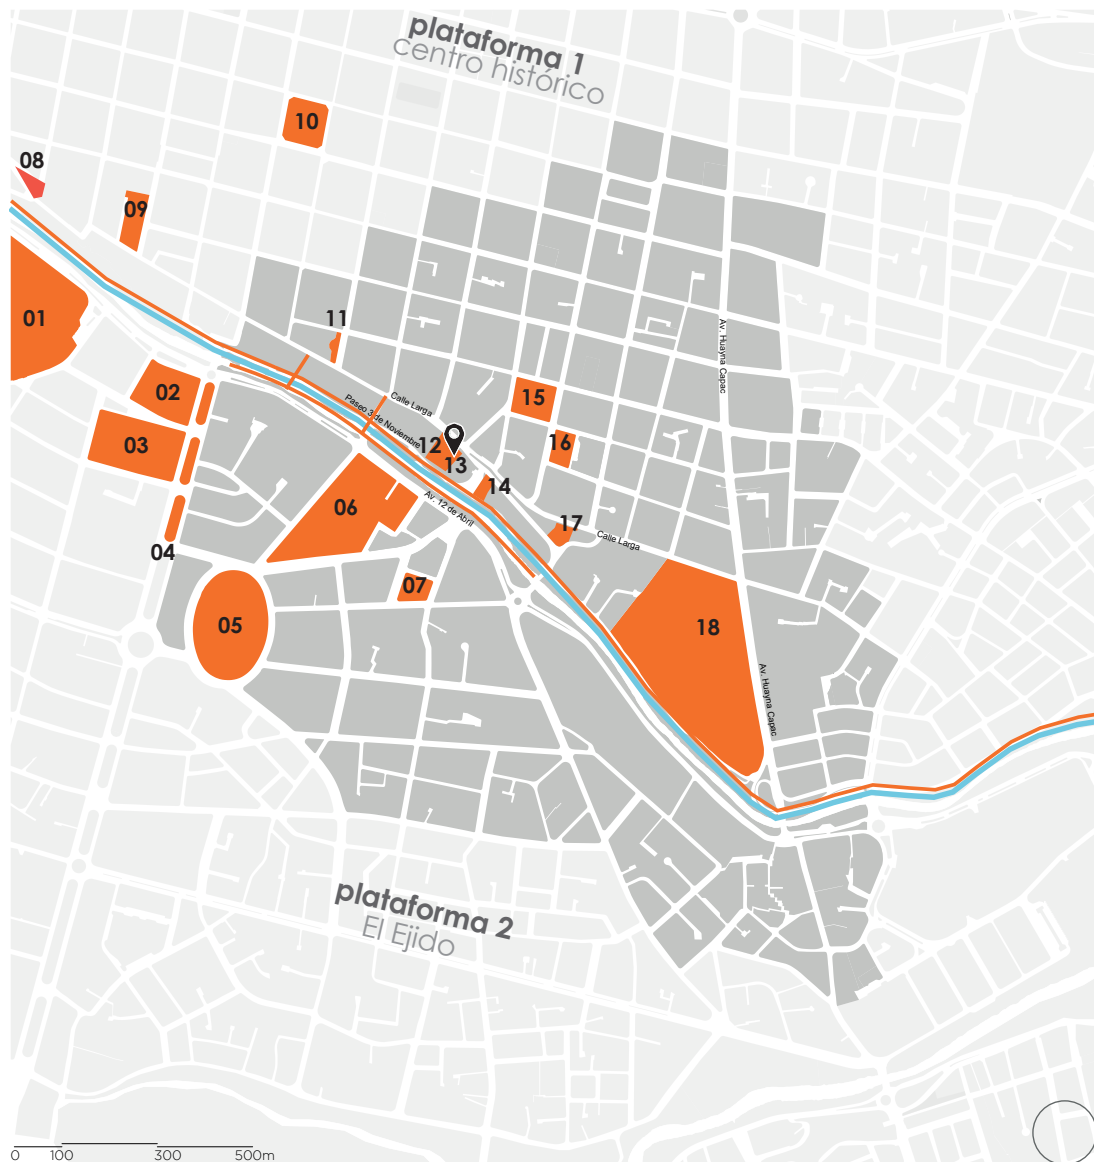 plataforma 1
centro histórico
10
08
09
01
11
Av. Huayna Capac
02
Calle Larga
15
Paseo 3 de Noviembre
03
12
16
13
14
06
Av. 12 de Abril
17
Calle Larga
04
07
05
18
Av. Huayna Capac
plataforma 2
El Ejido
0 100 300 500m